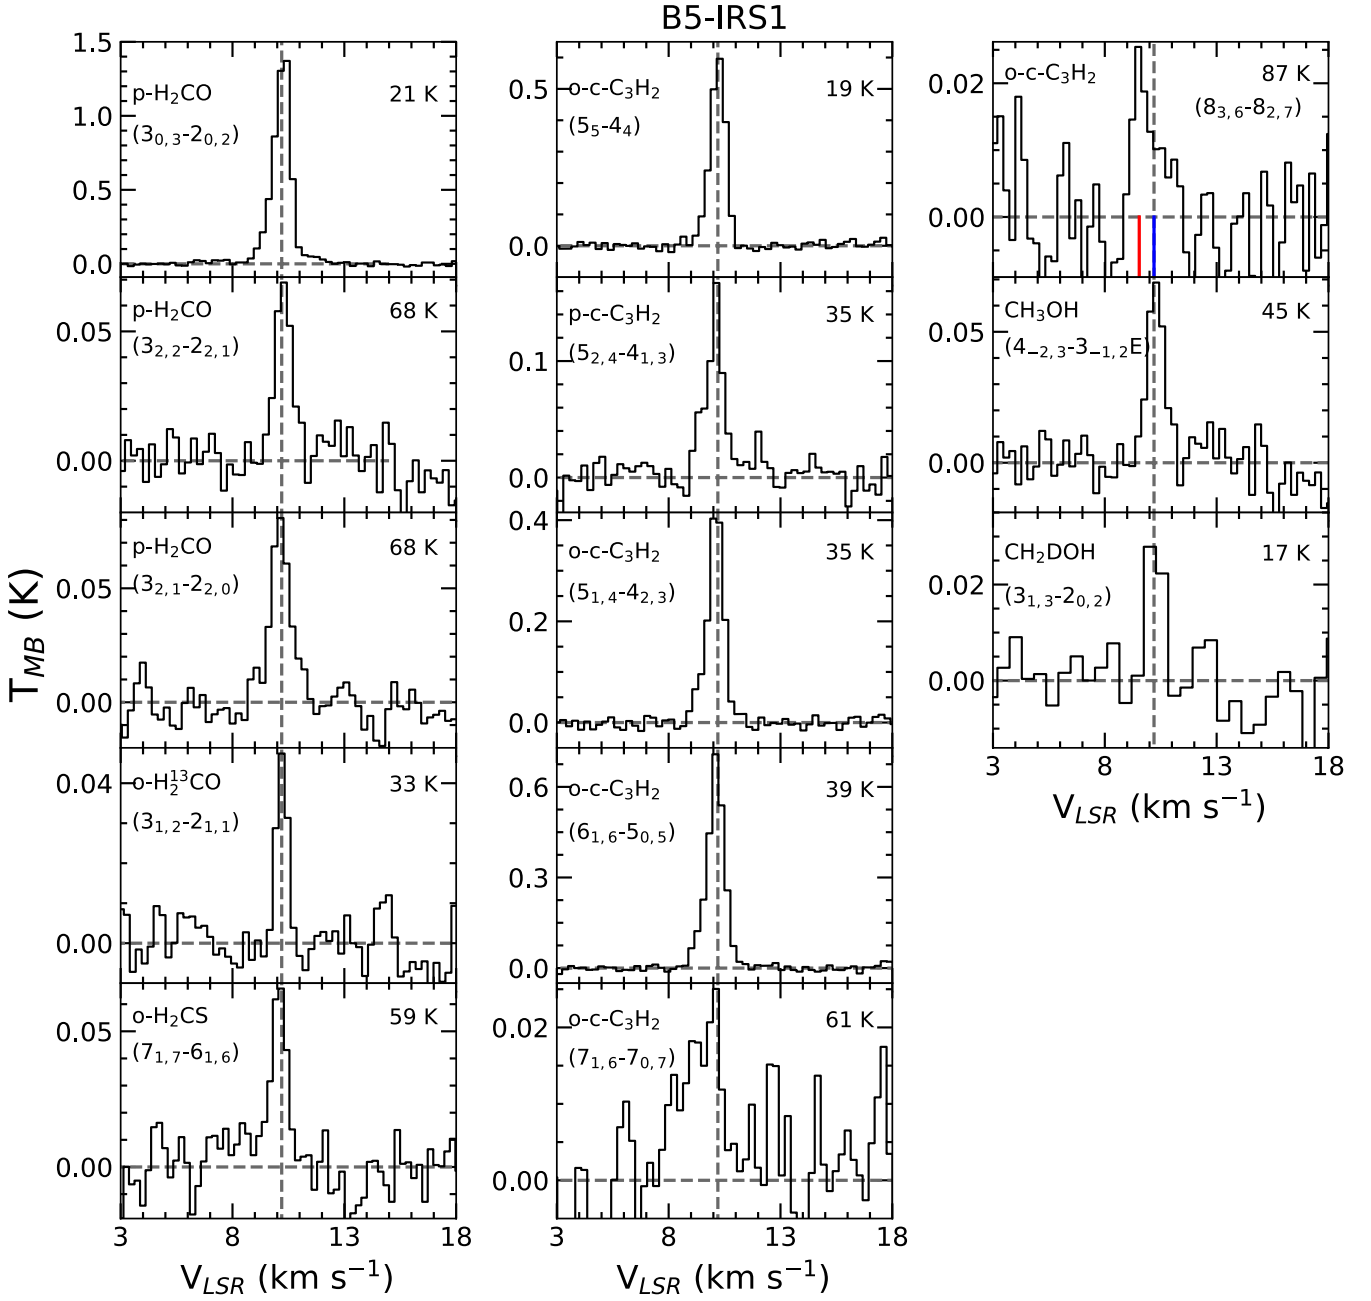 B5-IRS1
T_MB (K)
1.5
1.0
0.5
0.0
p-H₂CO
21 K
(3₀,₃-2₀,₂)
0.05
0.00
p-H₂CO
68 K
(3₂,₂-2₂,₁)
0.05
0.00
p-H₂CO
68 K
(3₂,₁-2₂,₀)
0.04
0.00
o-H₂¹³CO
33 K
(3₁,₂-2₁,₁)
0.05
0.00
o-H₂CS
59 K
(7₁,₇-6₁,₆)
3 8 13 18
V_LSR (km s⁻¹)
0.5
0.0
o-c-C₃H₂
19 K
(5₅-4₄)
0.1
0.0
p-c-C₃H₂
35 K
(5₂,₄-4₁,₃)
0.4
0.2
0.0
o-c-C₃H₂
35 K
(5₁,₄-4₂,₃)
0.6
0.3
0.0
o-c-C₃H₂
39 K
(6₁,₆-5₀,₅)
0.02
0.00
o-c-C₃H₂
61 K
(7₁,₆-7₀,₇)
3 8 13 18
V_LSR (km s⁻¹)
0.02
0.00
o-c-C₃H₂
87 K
(8₃,₆-8₂,₇)
0.05
0.00
CH₃OH
45 K
(4₋₂,₃-3₋₁,₂E)
0.02
0.00
CH₂DOH
17 K
(3₁,₃-2₀,₂)
3 8 13 18
V_LSR (km s⁻¹)